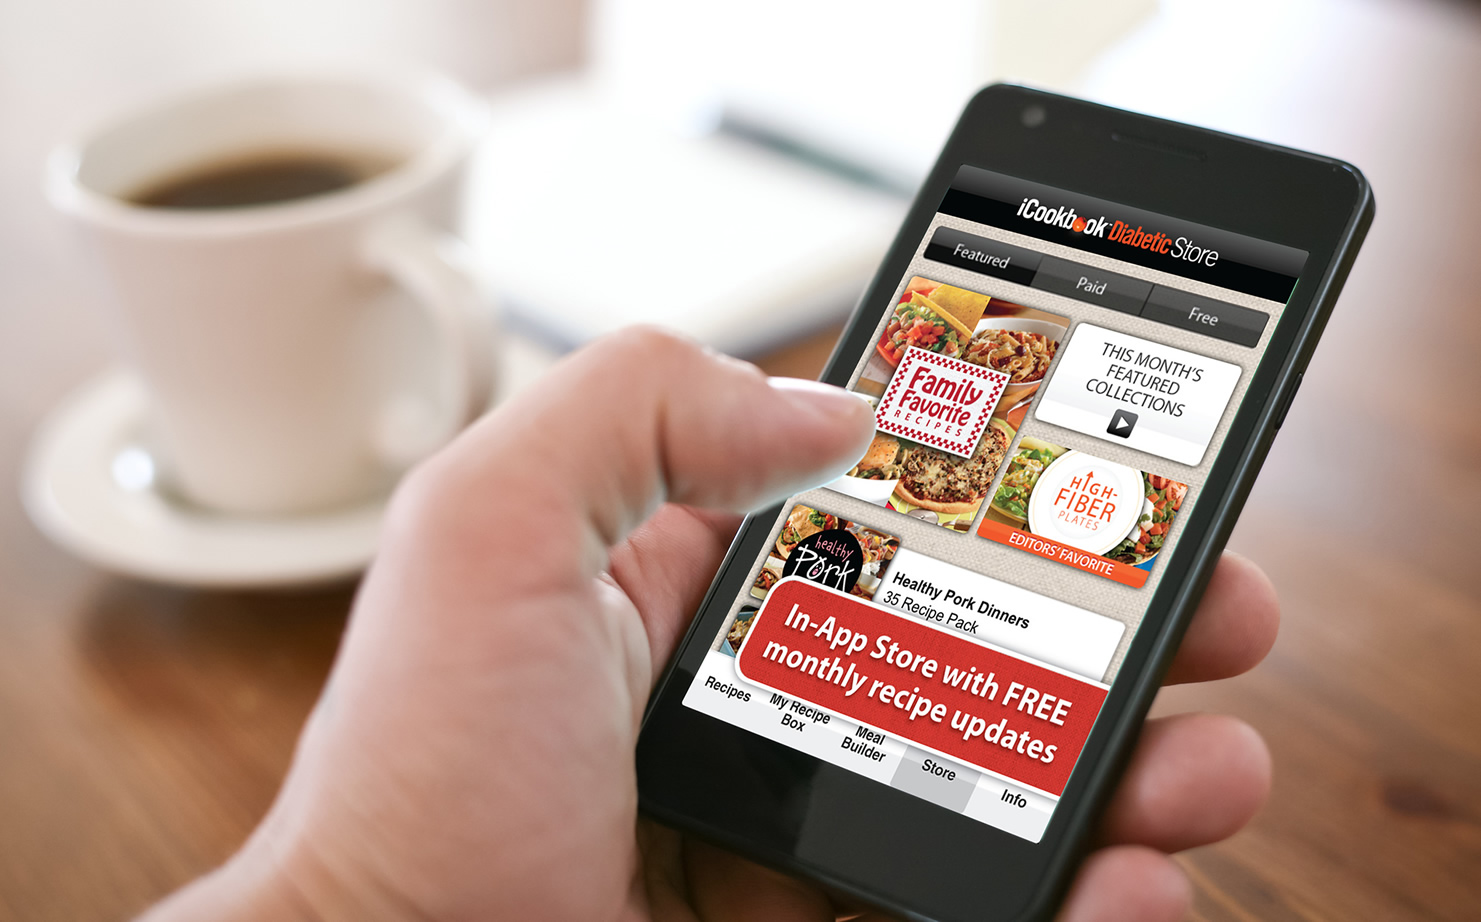 iCookbook Diabetic Store
Featured
Paid
Free
Family
Favorite
RECIPES
THIS MONTH'S
FEATURED
COLLECTIONS
HIGH-
FIBER
PLATES
EDITORS' FAVORITE
healthy
Pork
Healthy Pork Dinners
35 Recipe Pack
In-App Store with FREE
monthly recipe updates
Recipes
My Recipe
Box
Meal
Builder
Store
Info